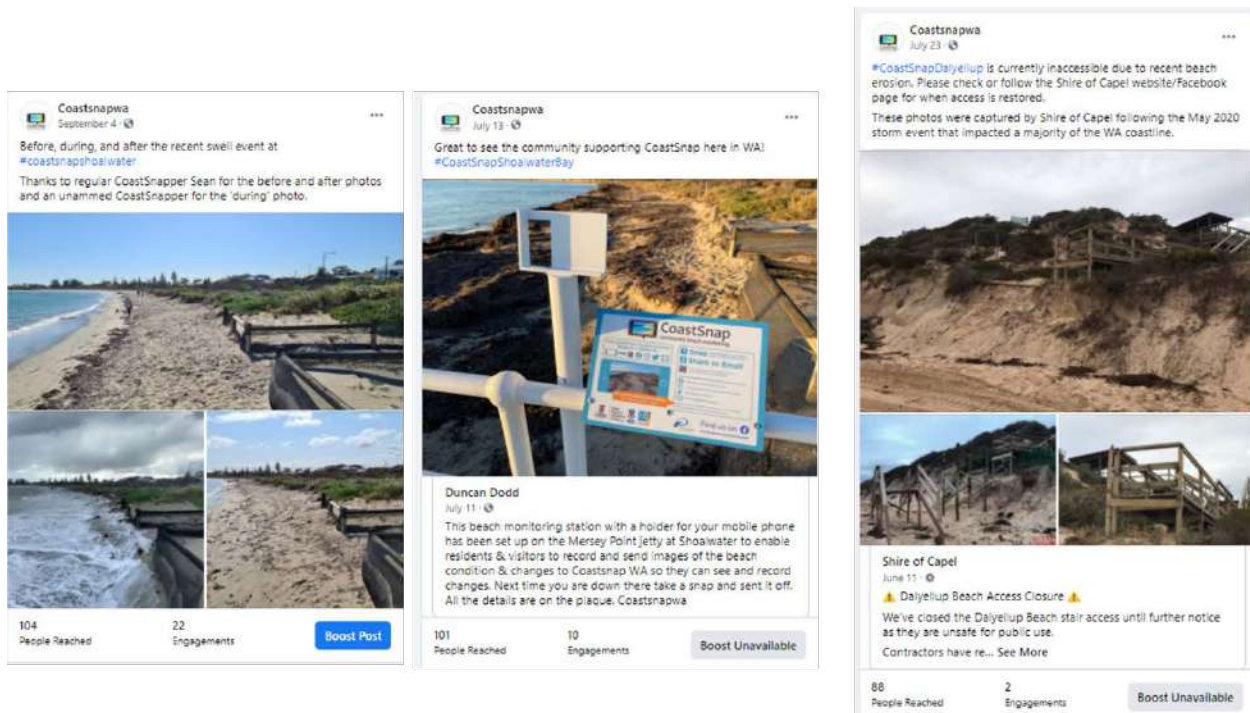 Coastsnapwa
September 4
Before, during, and after the recent swell event at
#coastsnapshoalwater
Thanks to regular CoastSnapper Sean for the before and after photos
and an unammed CoastSnapper for the 'during' photo.
104
People Reached
22
Engagements
Boost Post
Coastsnapwa
July 13
Great to see the community supporting CoastSnap here in WA!
#CoastSnapShoalwaterBay
CoastSnap
community beach monitoring
Snap
Share or Email
Find us on
Duncan Dodd
July 11
This beach monitoring station with a holder for your mobile phone
has been set up on the Mersey Point Jetty at Shoalwater to enable
residents & visitors to record and send images of the beach
condition & changes to Coastsnap WA so they can see and record
changes. Next time you are down there take a snap and sent it off.
All the details are on the plaque. Coastsnapwa
101
People Reached
10
Engagements
Boost Unavailable
Coastsnapwa
July 23
#CoastSnapDalyellup is currently inaccessible due to recent beach
erosion. Please check or follow the Shire of Capel website/Facebook
page for when access is restored.
These photos were captured by Shire of Capel following the May 2020
storm event that impacted a majority of the WA coastline.
Shire of Capel
June 11
Dalyellup Beach Access Closure
We've closed the Dalyellup Beach stair access until further notice
as they are unsafe for public use.
Contractors have re... See More
88
People Reached
2
Engagements
Boost Unavailable